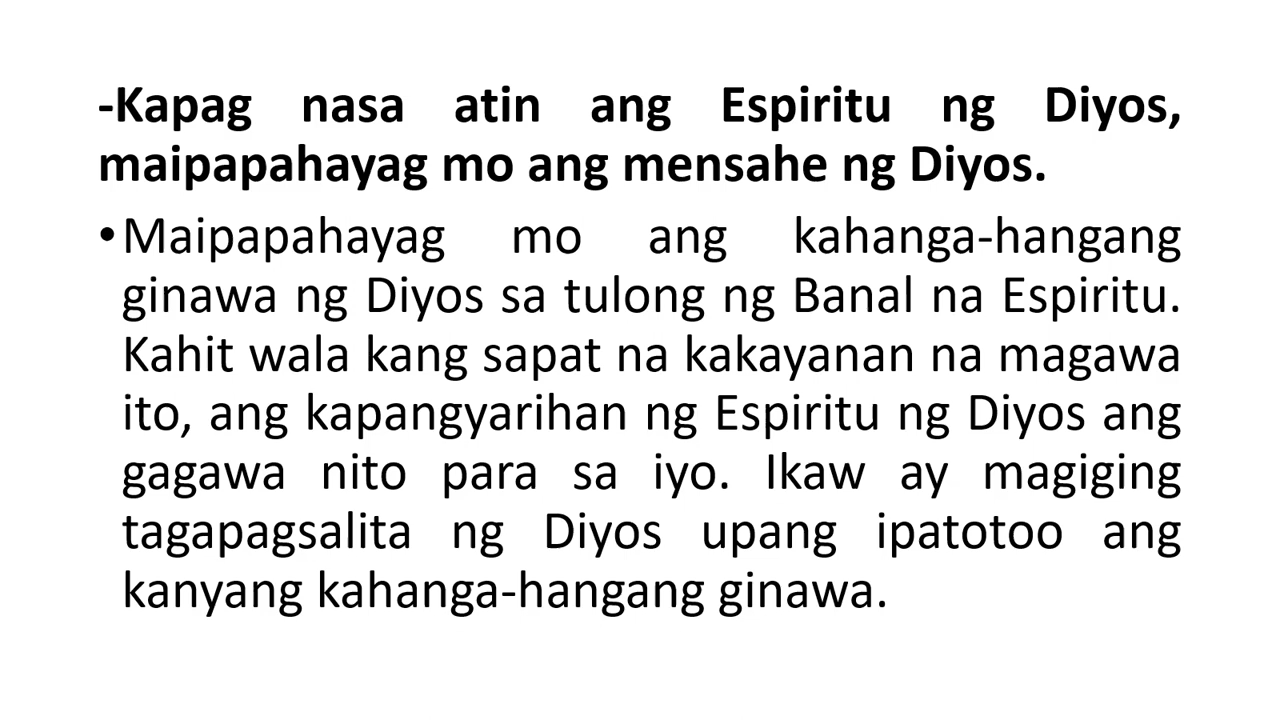 -Kapag nasa atin ang Espiritu ng Diyos,
maipapahayag mo ang mensahe ng Diyos.
•Maipapahayag mo ang kahanga-hangang
ginawa ng Diyos sa tulong ng Banal na Espiritu.
Kahit wala kang sapat na kakayanan na magawa
ito, ang kapangyarihan ng Espiritu ng Diyos ang
gagawa nito para sa iyo. Ikaw ay magiging
tagapagsalita ng Diyos upang ipatotoo ang
kanyang kahanga-hangang ginawa.